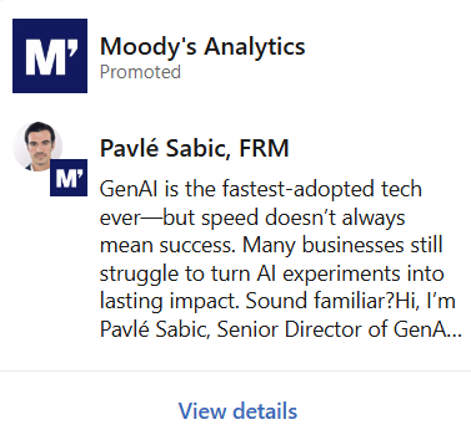 M'
Moody's Analytics
Promoted
M'
Pavlé Sabic, FRM
GenAI is the fastest-adopted tech
ever—but speed doesn’t always
mean success. Many businesses still
struggle to turn AI experiments into
lasting impact. Sound familiar?Hi, I’m
Pavlé Sabic, Senior Director of GenA...
View details